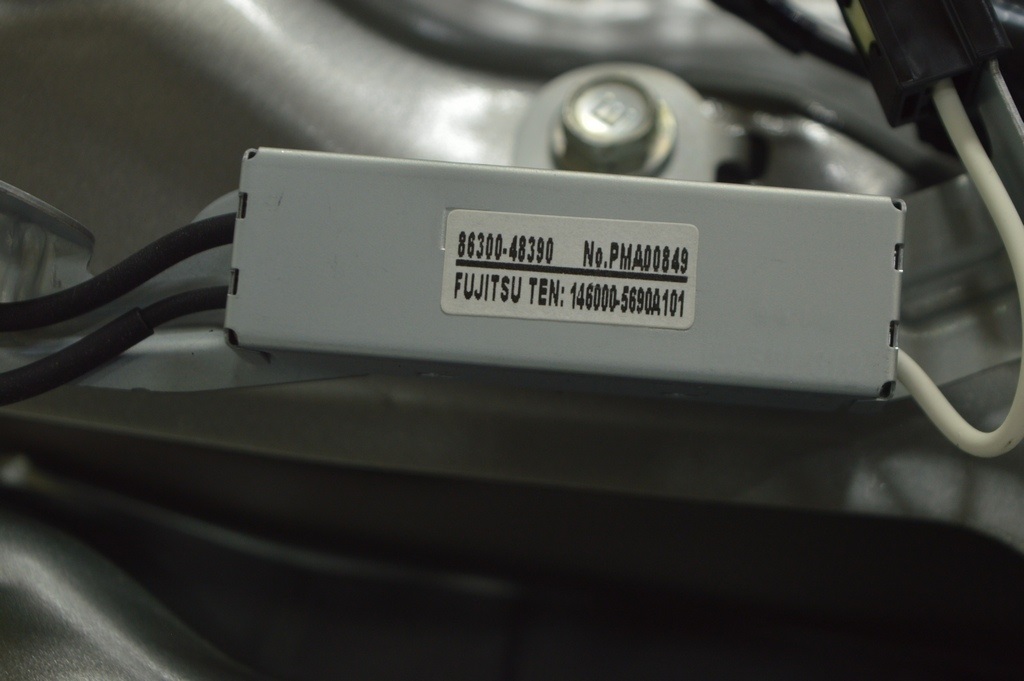 86300-48390 No.PMA00849
FUJITSU TEN: 146000-5690A101